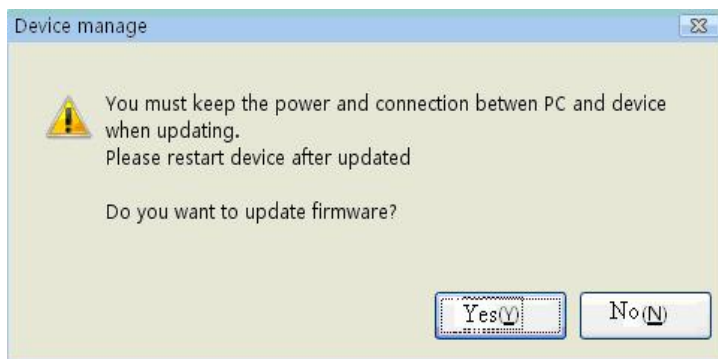 Device manage
You must keep the power and connection betwen PC and device
when updating.
Please restart device after updated
Do you want to update firmware?
Yes(Y)
No(N)